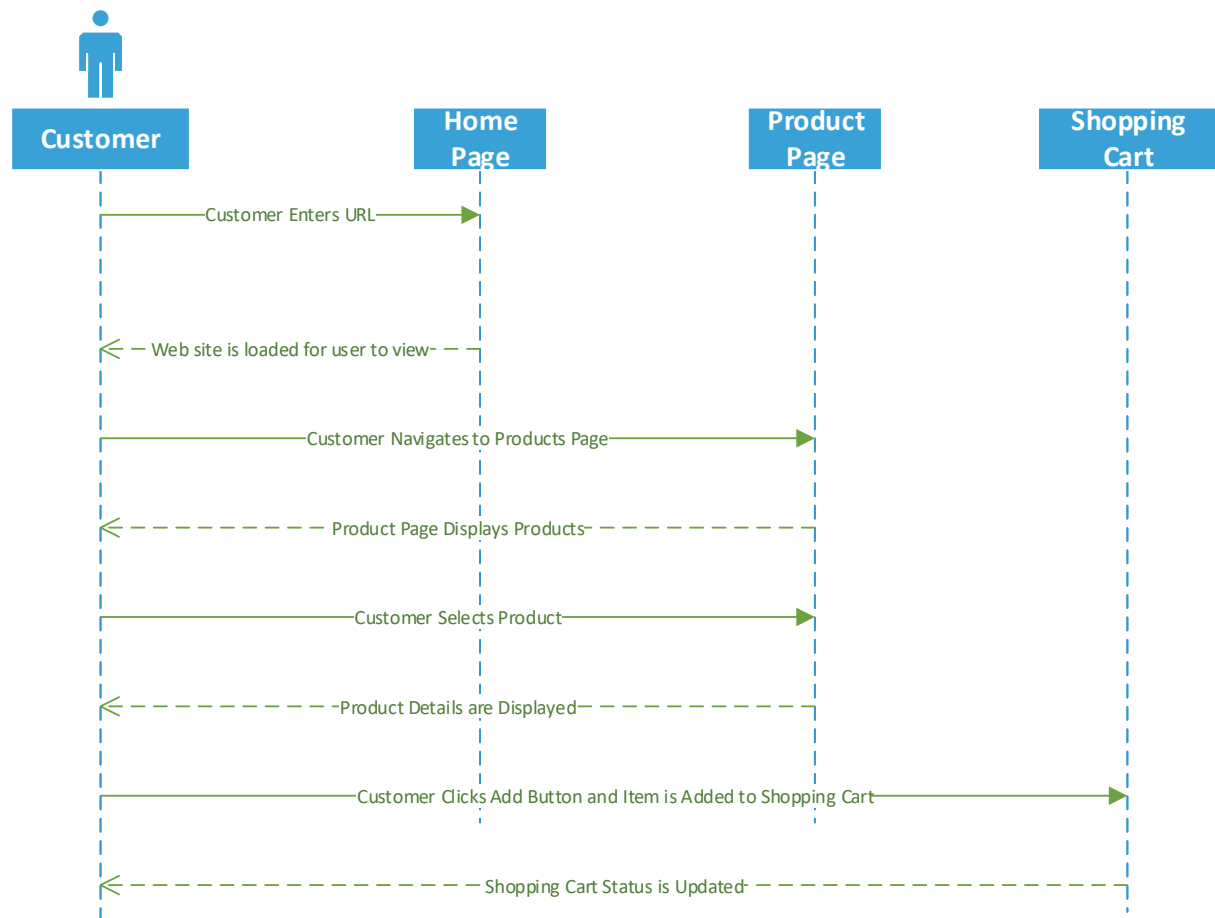 Customer
Home
Page
Product
Page
Shopping
Cart
Customer Enters URL
Web site is loaded for user to view
Customer Navigates to Products Page
Product Page Displays Products
Customer Selects Product
Product Details are Displayed
Customer Clicks Add Button and Item is Added to Shopping Cart
Shopping Cart Status is Updated